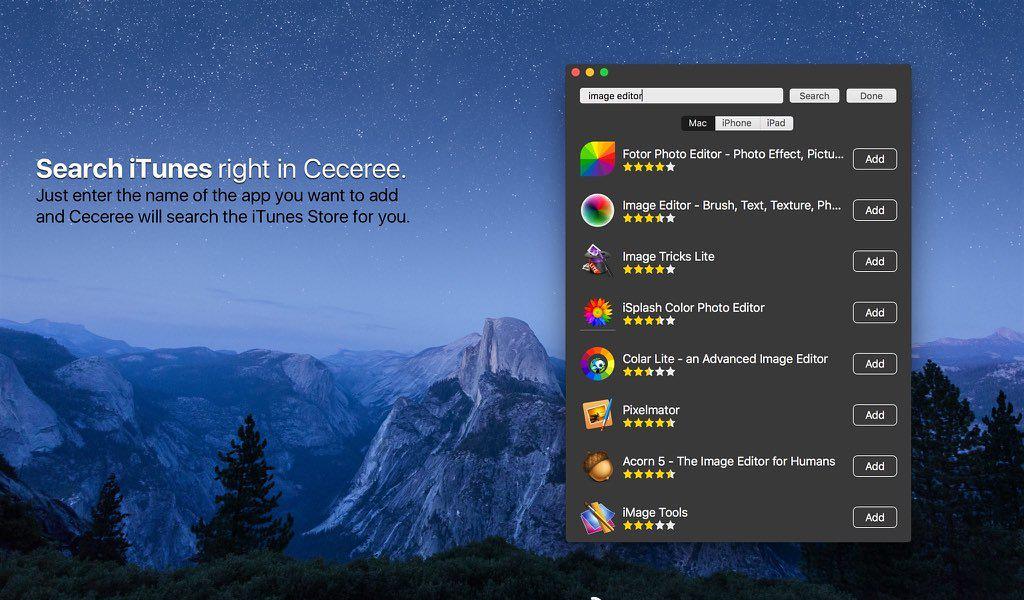 Search iTunes right in Ceceree.
Just enter the name of the app you want to add
and Ceceree will search the iTunes Store for you.
image editor
Search
Done
Mac
iPhone
iPad
Fotor Photo Editor - Photo Effect, Pictu...
Add
Image Editor - Brush, Text, Texture, Ph...
Add
Image Tricks Lite
Add
iSplash Color Photo Editor
Add
Colar Lite - an Advanced Image Editor
Add
Pixelmator
Add
Acorn 5 - The Image Editor for Humans
Add
iMage Tools
Add